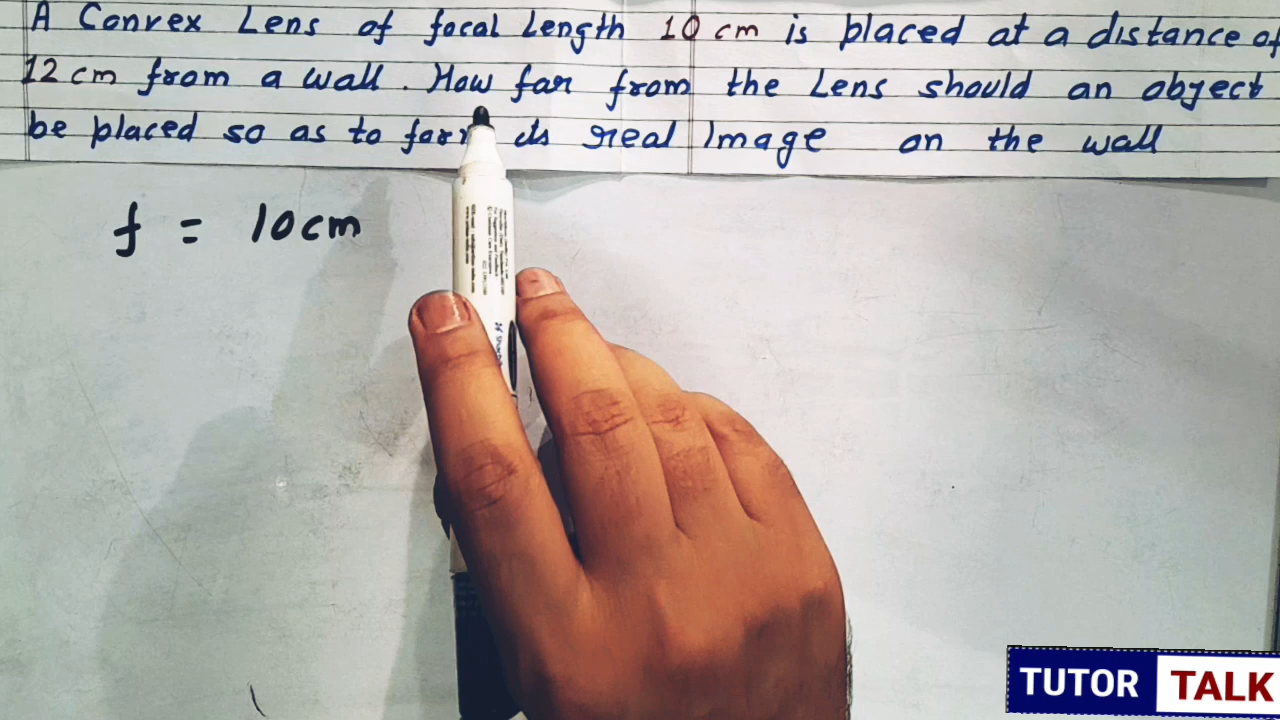 A Convex Lens of focal Length 10 cm is placed at a distance of
12 cm from a wall. How far from the Lens should an object
be placed so as to form its real Image on the wall
f = 10cm
TUTOR TALK